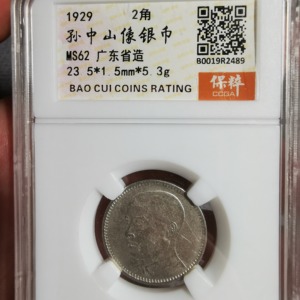 1929 2角
孙中山像银币
MS62 广东省造
23.5*1.5mm*5.3g
BAO CUI COINS RATING
B0019R2489
保粹